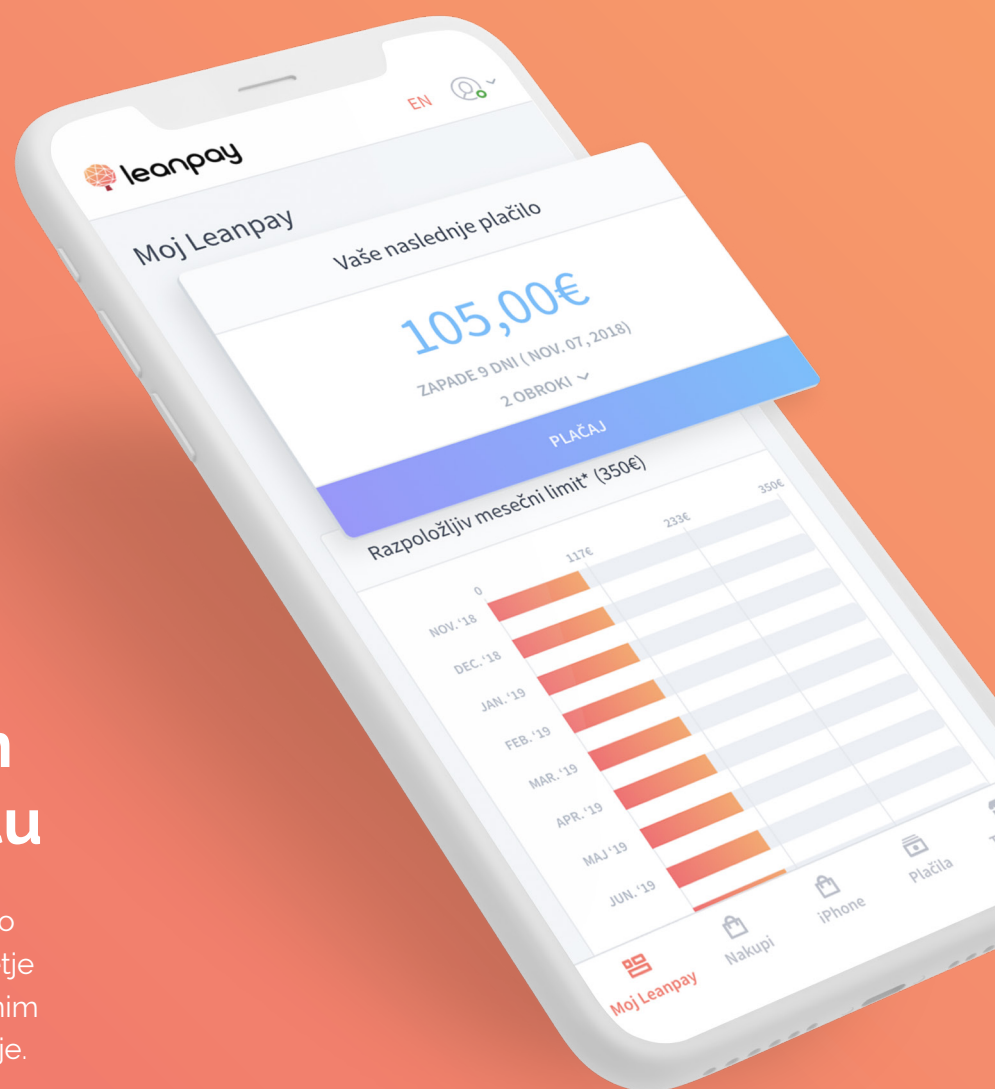 leanpay
EN
Moj Leanpay
Vaše naslednje plačilo
105,00€
ZAPADE 9 DNI ( NOV. 07, 2018)
2 OBROKI
PLAČAJ
Razpoložljiv mesečni limit* (350€)
0 117€ 233€ 350€
NOV. ‘18
DEC. ‘18
JAN. ‘19
FEB. ‘19
MAR. ‘19
APR. ‘19
MAJ ‘19
JUN. ‘19
Moj Leanpay Nakupi iPhone Plačila